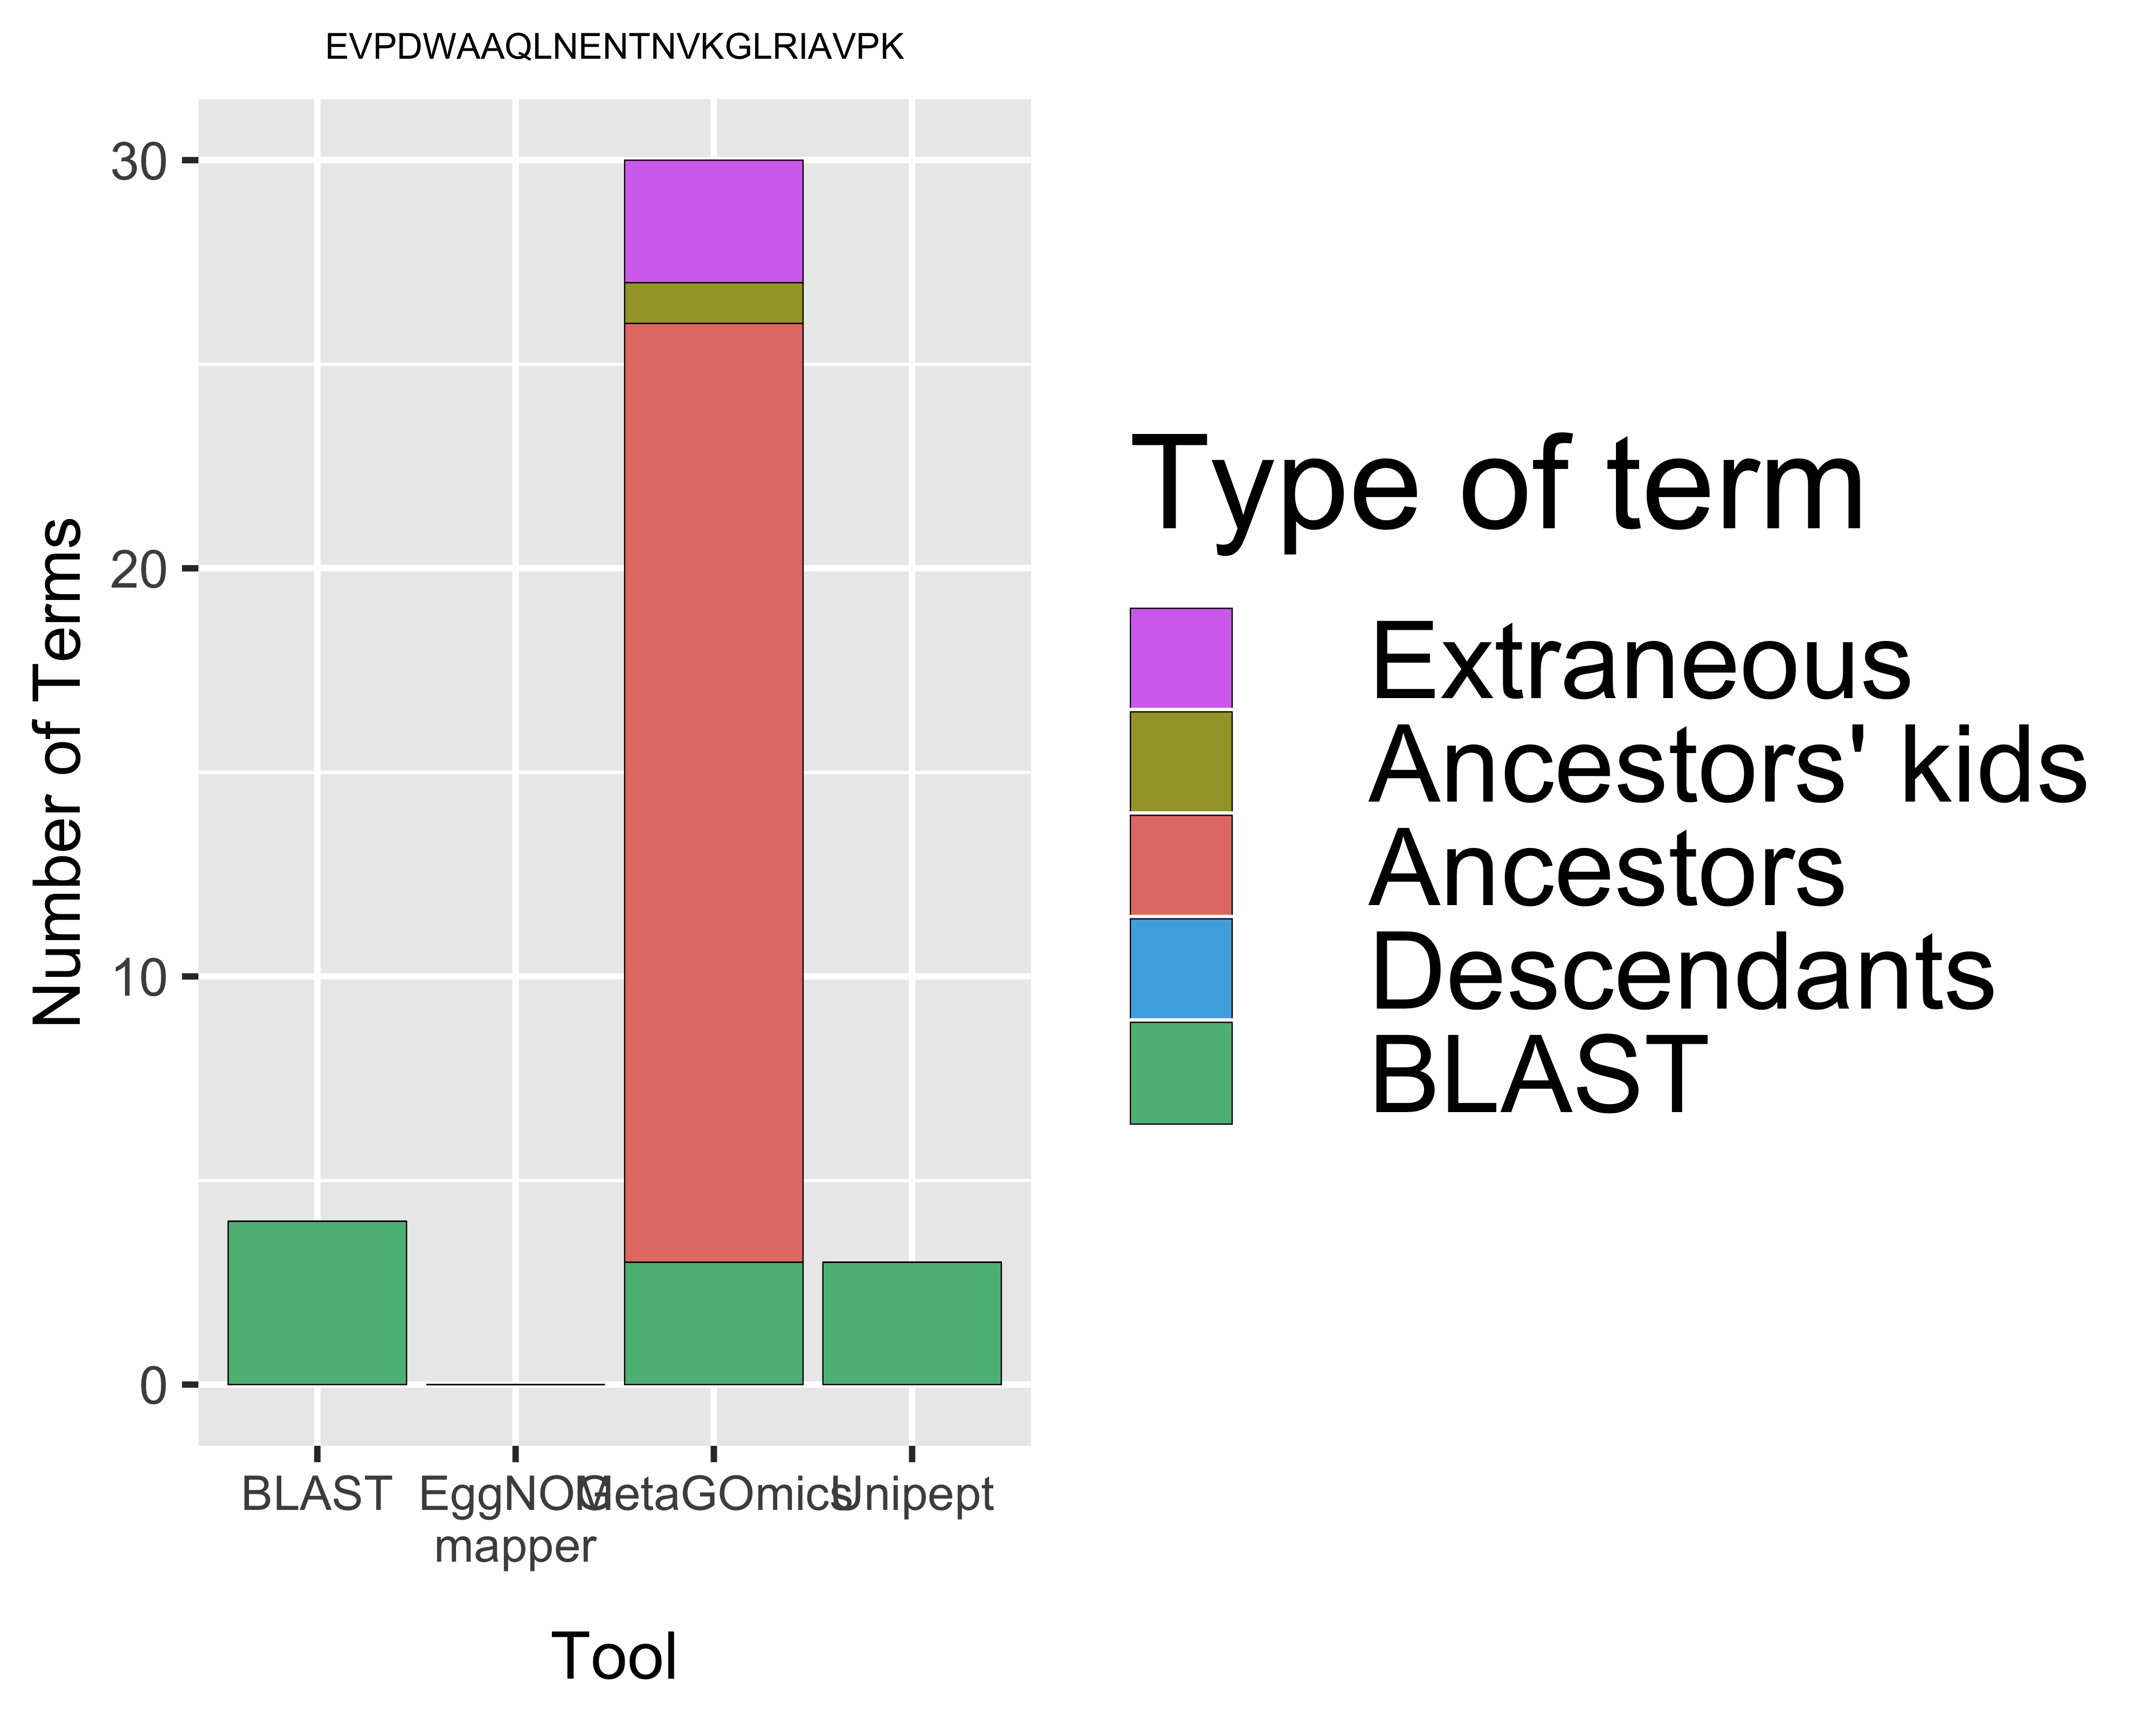 EVPDWAAQLNENTNVKGLRIAVPK
30
20
10
0
Number of Terms
BLAST EggNOG MetaGOmics Unipept
mapper
Tool
Type of term
Extraneous
Ancestors' kids
Ancestors
Descendants
BLAST